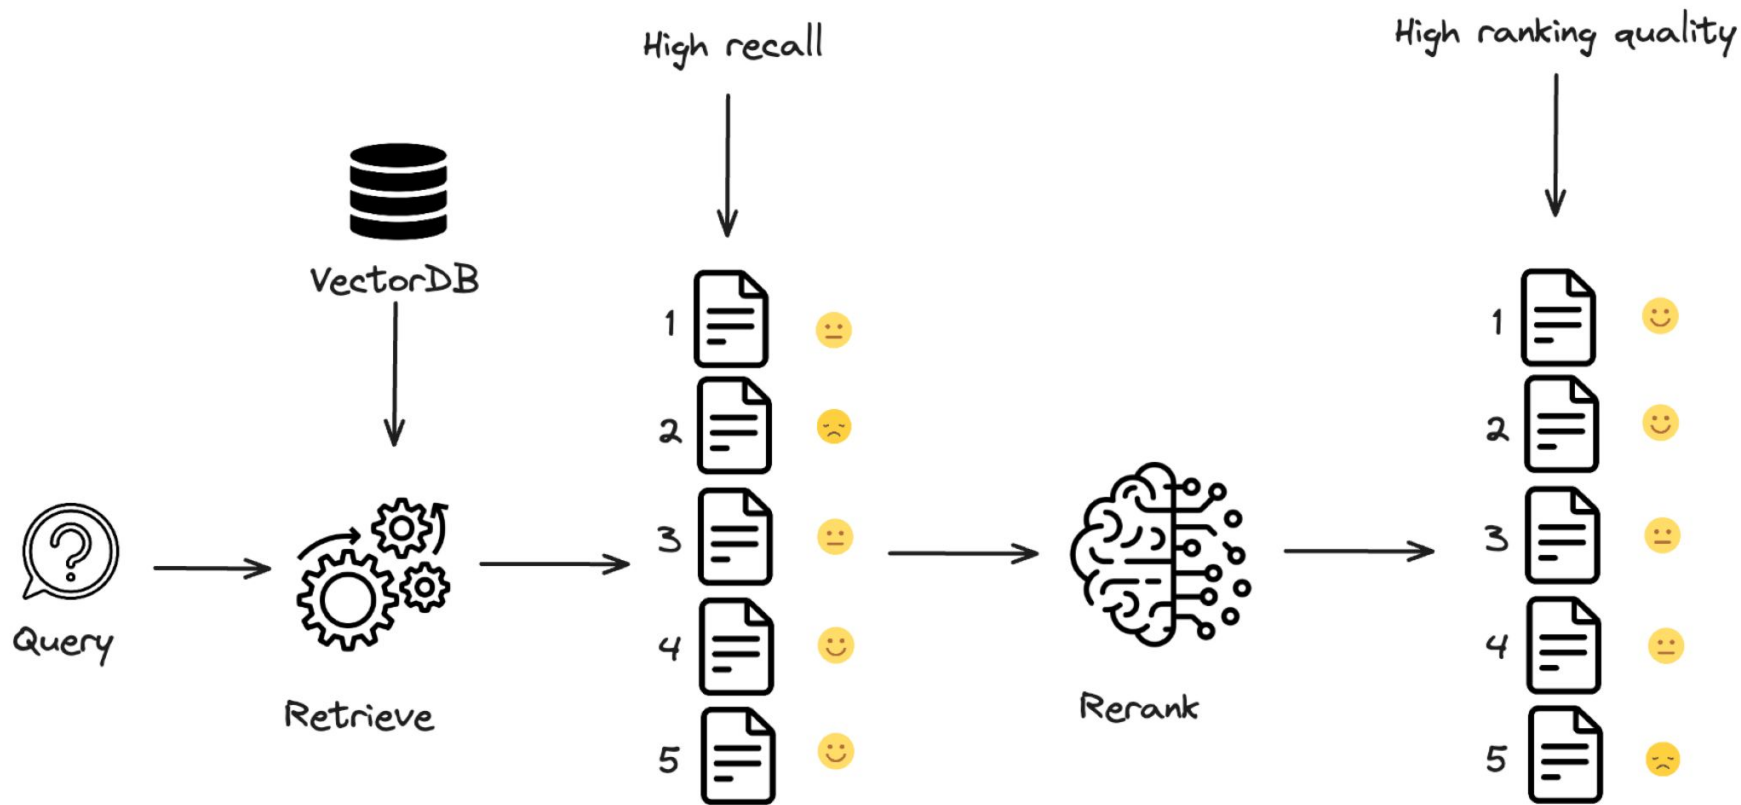 High recall
High ranking quality
VectorDB
1
2
3
4
5
1
2
3
4
5
?
Query
Retrieve
Rerank